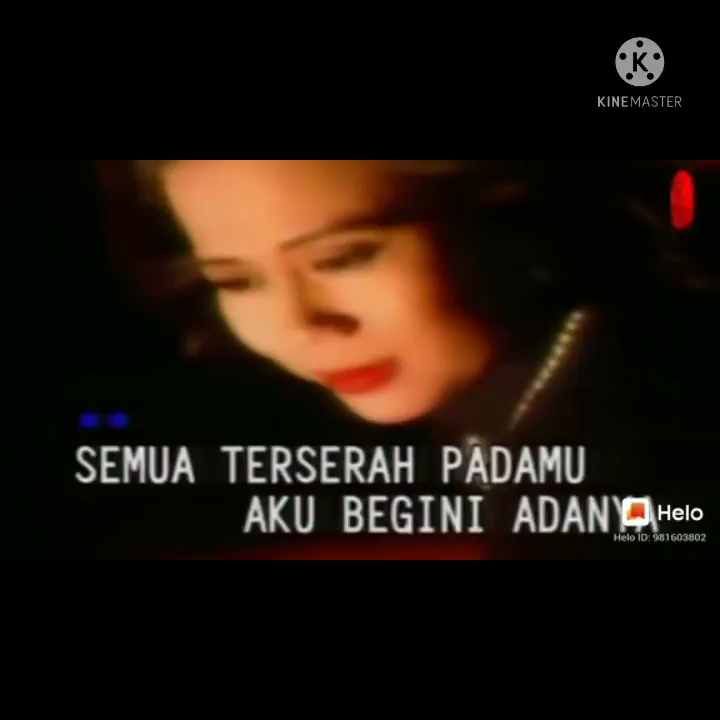 KINEMASTER
SEMUA TERSERAH PADAMU
AKU BEGINI ADANYA
Helo
Helo ID: 981603802